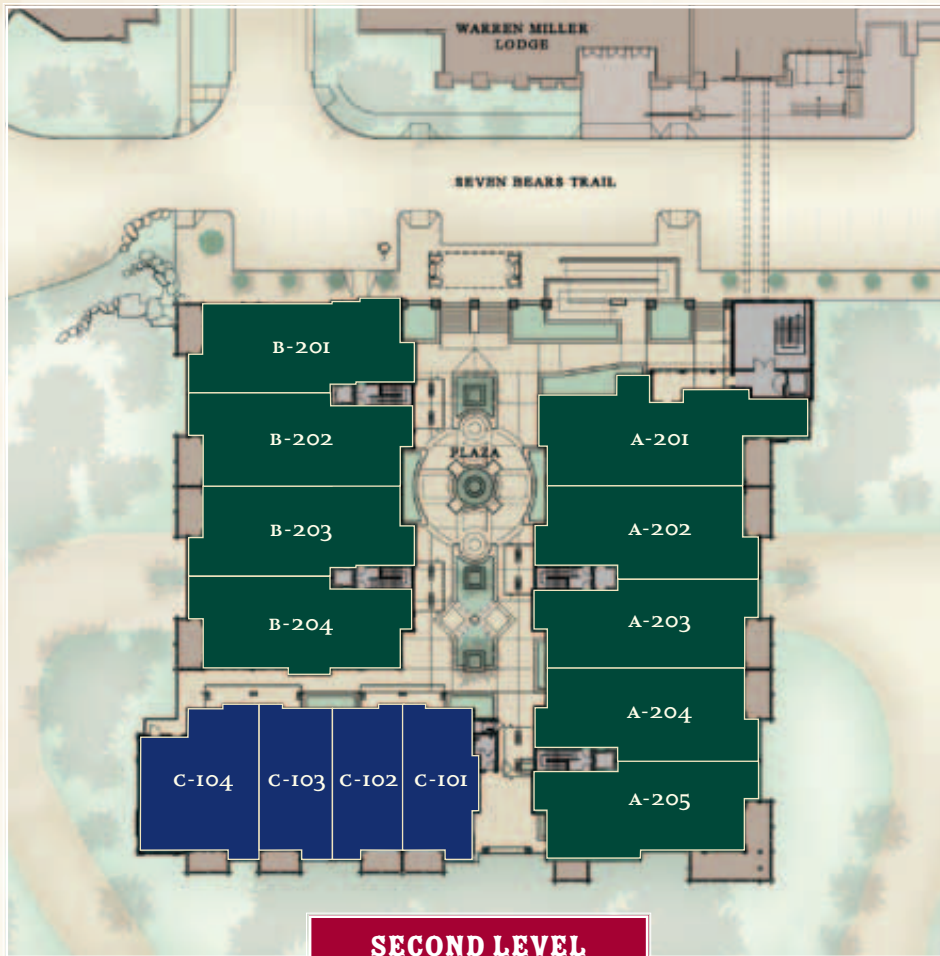 WARREN MILLER
LODGE
SEVEN BEARS TRAIL
B-201
B-202
PLAZA
A-201
B-203
A-202
B-204
A-203
A-204
C-104
C-103
C-102
C-101
A-205
SECOND LEVEL